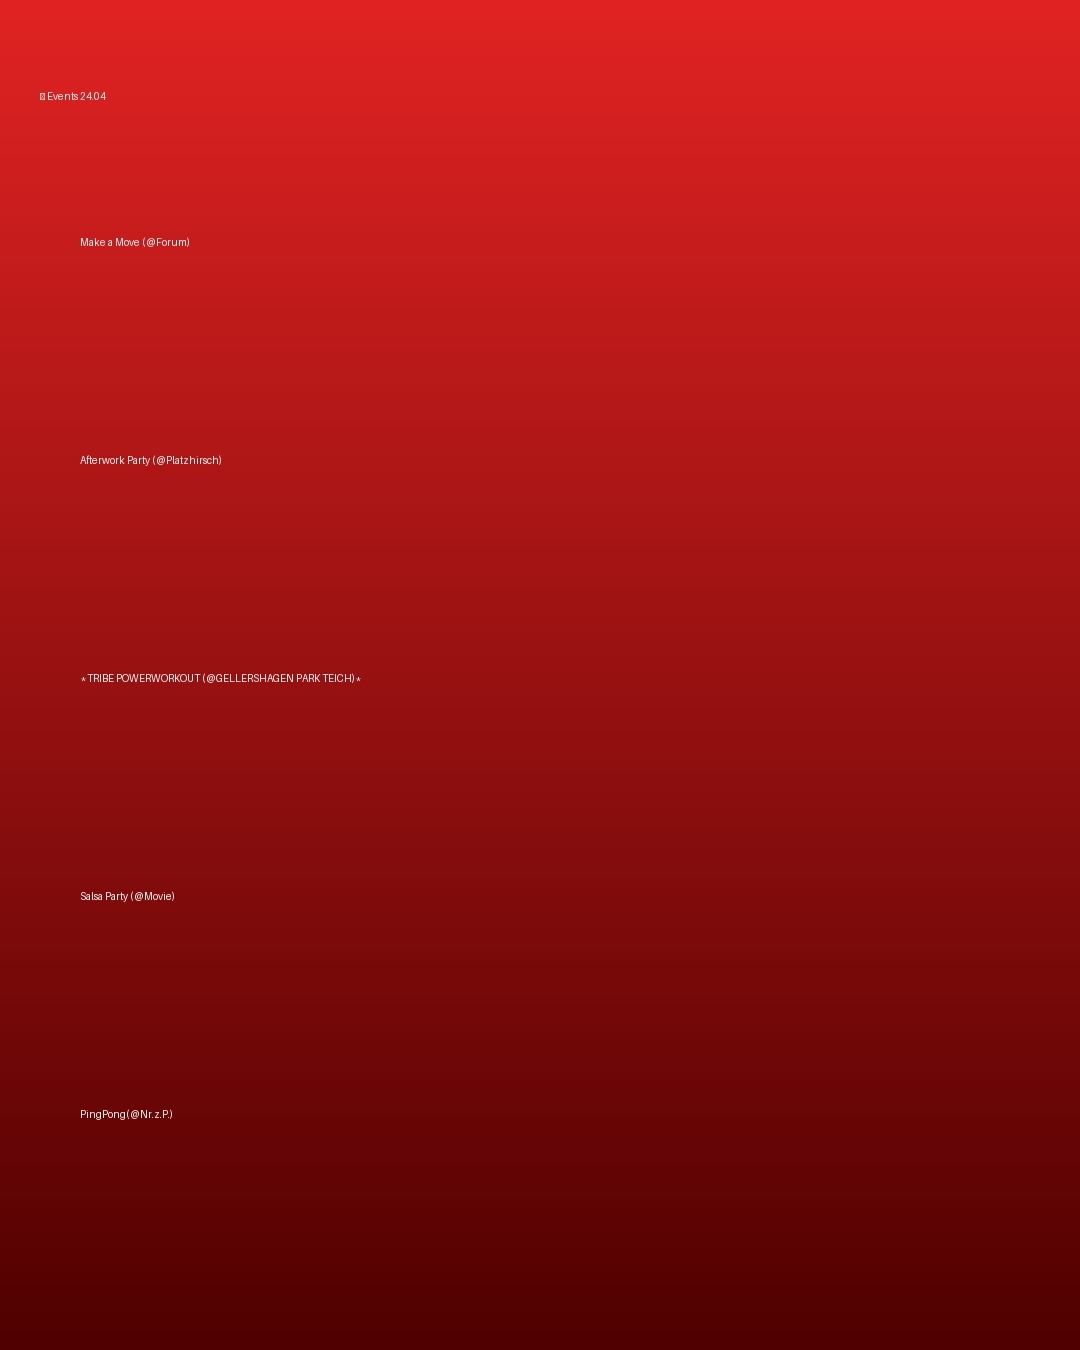 Events 24.04
Make a Move (@Forum)
Afterwork Party (@Platzhirsch)
* TRIBE POWERWORKOUT (@GELLERSHAGEN PARK TEICH) *
Salsa Party (@Movie)
PingPong(@Nr.z.P.)